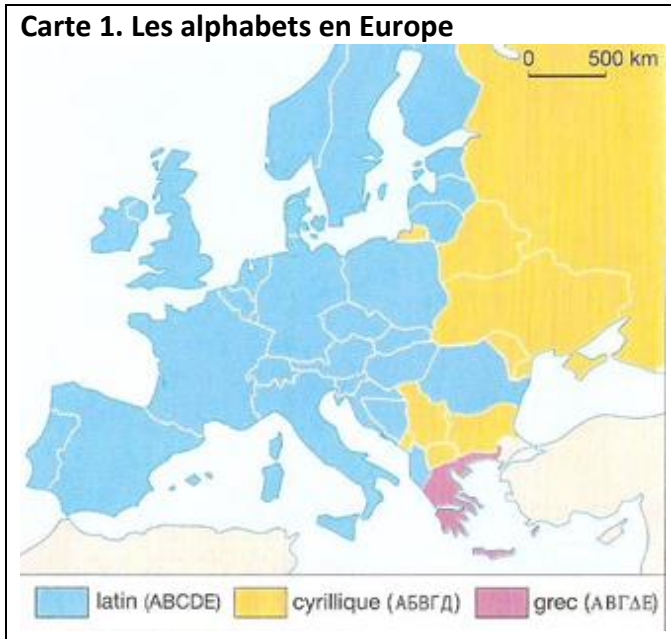 Carte 1. Les alphabets en Europe
0 500 km
latin (ABCDE) cyrillique (АБВГД) grec (ΑΒΓΔΕ)